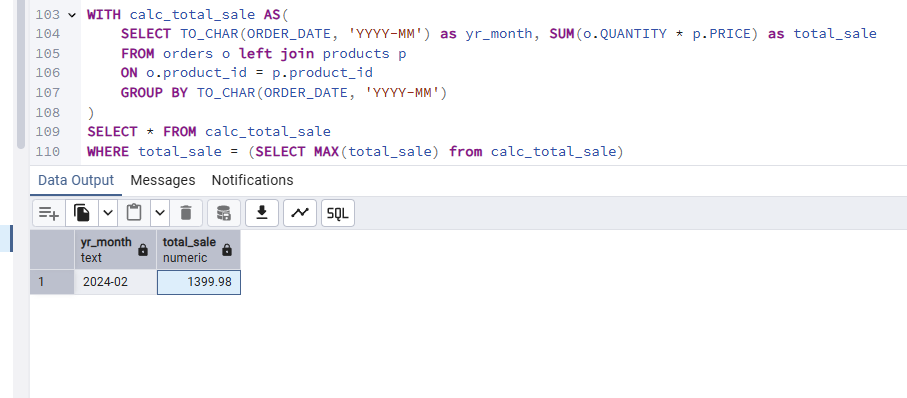 103 WITH calc_total_sale AS(
104 SELECT TO_CHAR(ORDER_DATE, 'YYYY-MM') as yr_month, SUM(o.QUANTITY * p.PRICE) as total_sale
105 FROM orders o left join products p
106 ON o.product_id = p.product_id
107 GROUP BY TO_CHAR(ORDER_DATE, 'YYYY-MM')
108 )
109 SELECT * FROM calc_total_sale
110 WHERE total_sale = (SELECT MAX(total_sale) from calc_total_sale)
Data Output Messages Notifications
SQL
yr_month total_sale
text numeric
1 2024-02 1399.98